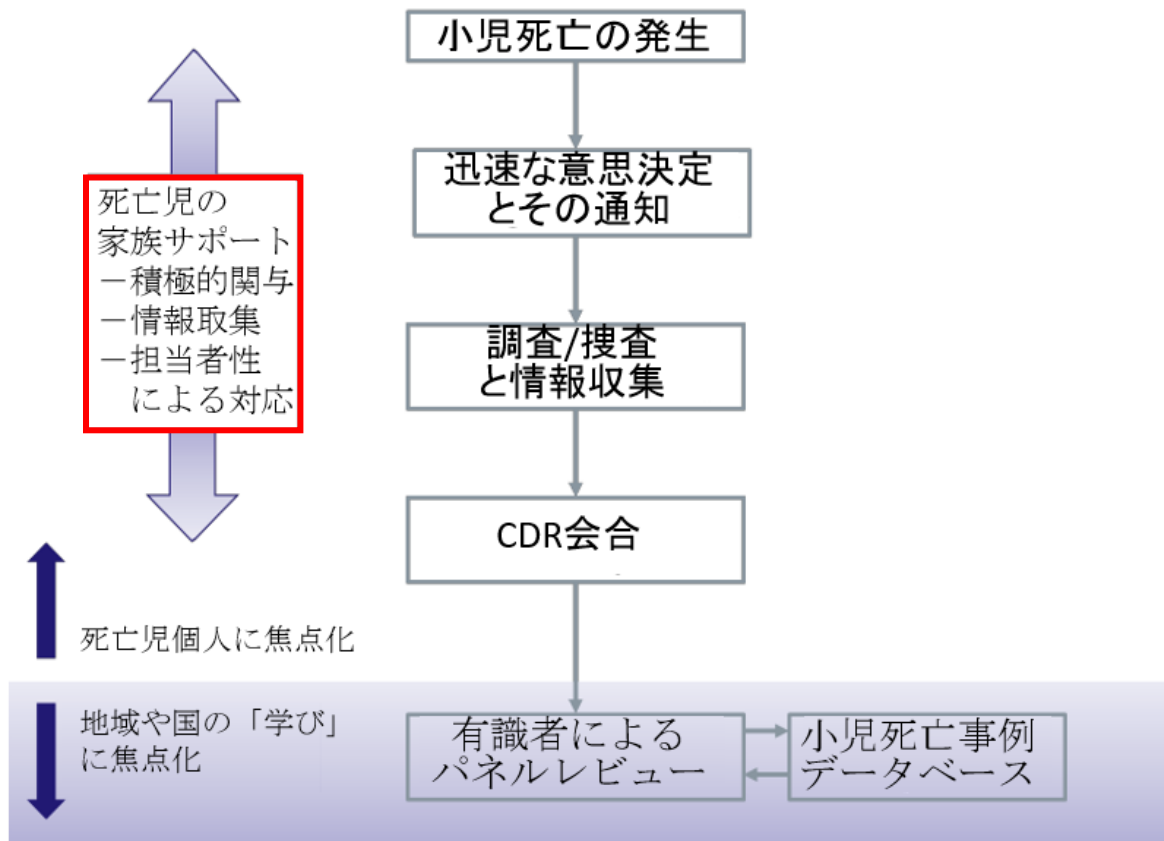 小児死亡の発生
迅速な意思決定
とその通知
死亡児の
家族サポート
－積極的関与
－情報取集
－担当者性
による対応
調査/捜査
と情報収集
CDR会合
死亡児個人に焦点化
地域や国の「学び」
に焦点化
有識者による
パネルレビュー
小児死亡事例
データベース